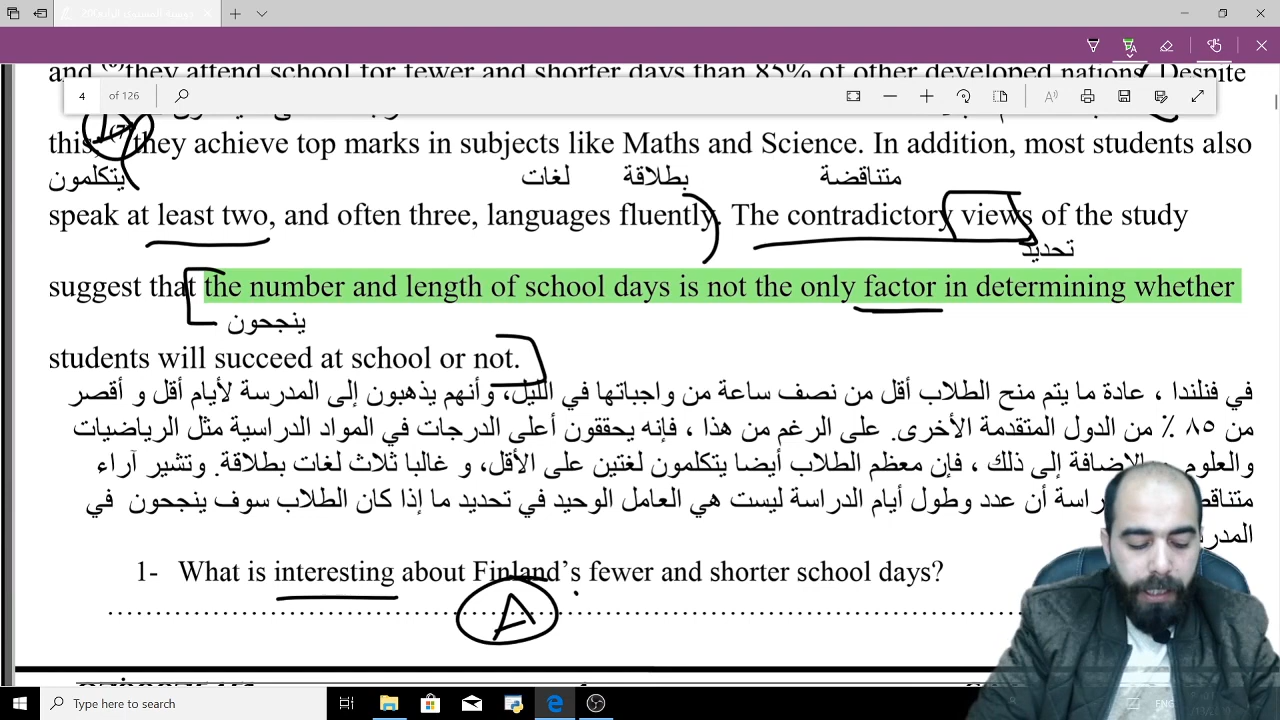 4 of 126
and they attend school for fewer and shorter days than 85% of other developed nations. Despite
this, (7) they achieve top marks in subjects like Maths and Science. In addition, most students also
يتكلمون لغات بطلاقة متناقضة
speak at least two, and often three, languages fluently. The contradictory views of the study
تحديد
suggest that the number and length of school days is not the only factor in determining whether
ينجحون
students will succeed at school or not.
في فنلندا ، عادة ما يتم منح الطلاب أقل من نصف ساعة من واجباتها في الليل، وأنهم يذهبون إلى المدرسة لأيام أقل و أقصر
من ٨٥ ٪ من الدول المتقدمة الأخرى. على الرغم من هذا ، فإنه يحققون أعلى الدرجات في المواد الدراسية مثل الرياضيات
والعلوم الإضافة إلى ذلك ، فإن معظم الطلاب أيضا يتكلمون لغتين على الأقل، و غالبا ثلاث لغات بطلاقة. وتشير آراء
أن عدد وطول أيام الدراسة ليست هي العامل الوحيد في تحديد ما إذا كان الطلاب سوف ينجحون في
1- What is interesting about Finland's fewer and shorter school days?
A
Type here to search
ENG